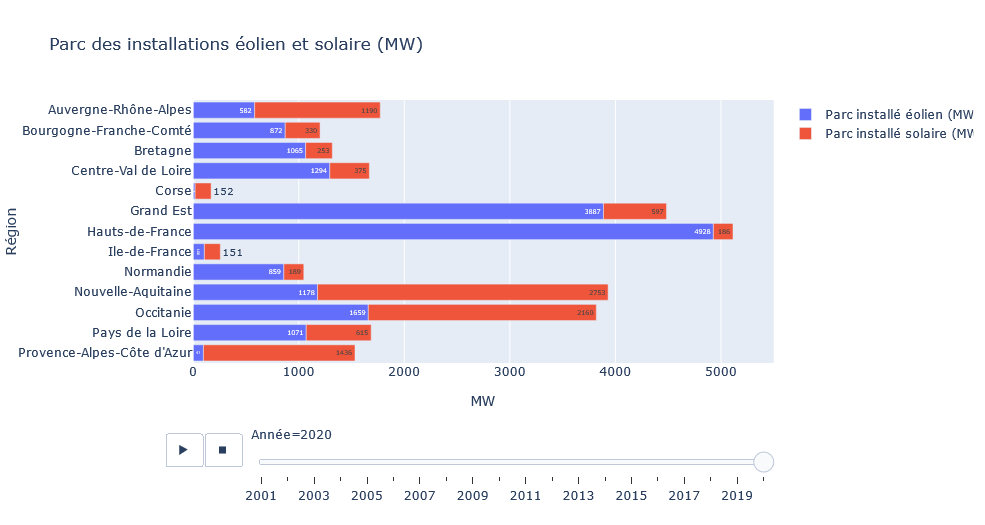 Parc des installations éolien et solaire (MW)
Auvergne-Rhône-Alpes 582 1190
Bourgogne-Franche-Comté 872 330
Bretagne 1065 253
Centre-Val de Loire 1294 375
Corse 152
Grand Est 3887 597
Hauts-de-France 4928 186
Ile-de-France 151
Normandie 859 189
Nouvelle-Aquitaine 1178 2753
Occitanie 1659 2160
Pays de la Loire 1071 615
Provence-Alpes-Côte d'Azur 1436
Région
0 1000 2000 3000 4000 5000
MW
Parc installé éolien (MW
Parc installé solaire (MW
Année=2020
2001 2003 2005 2007 2009 2011 2013 2015 2017 2019